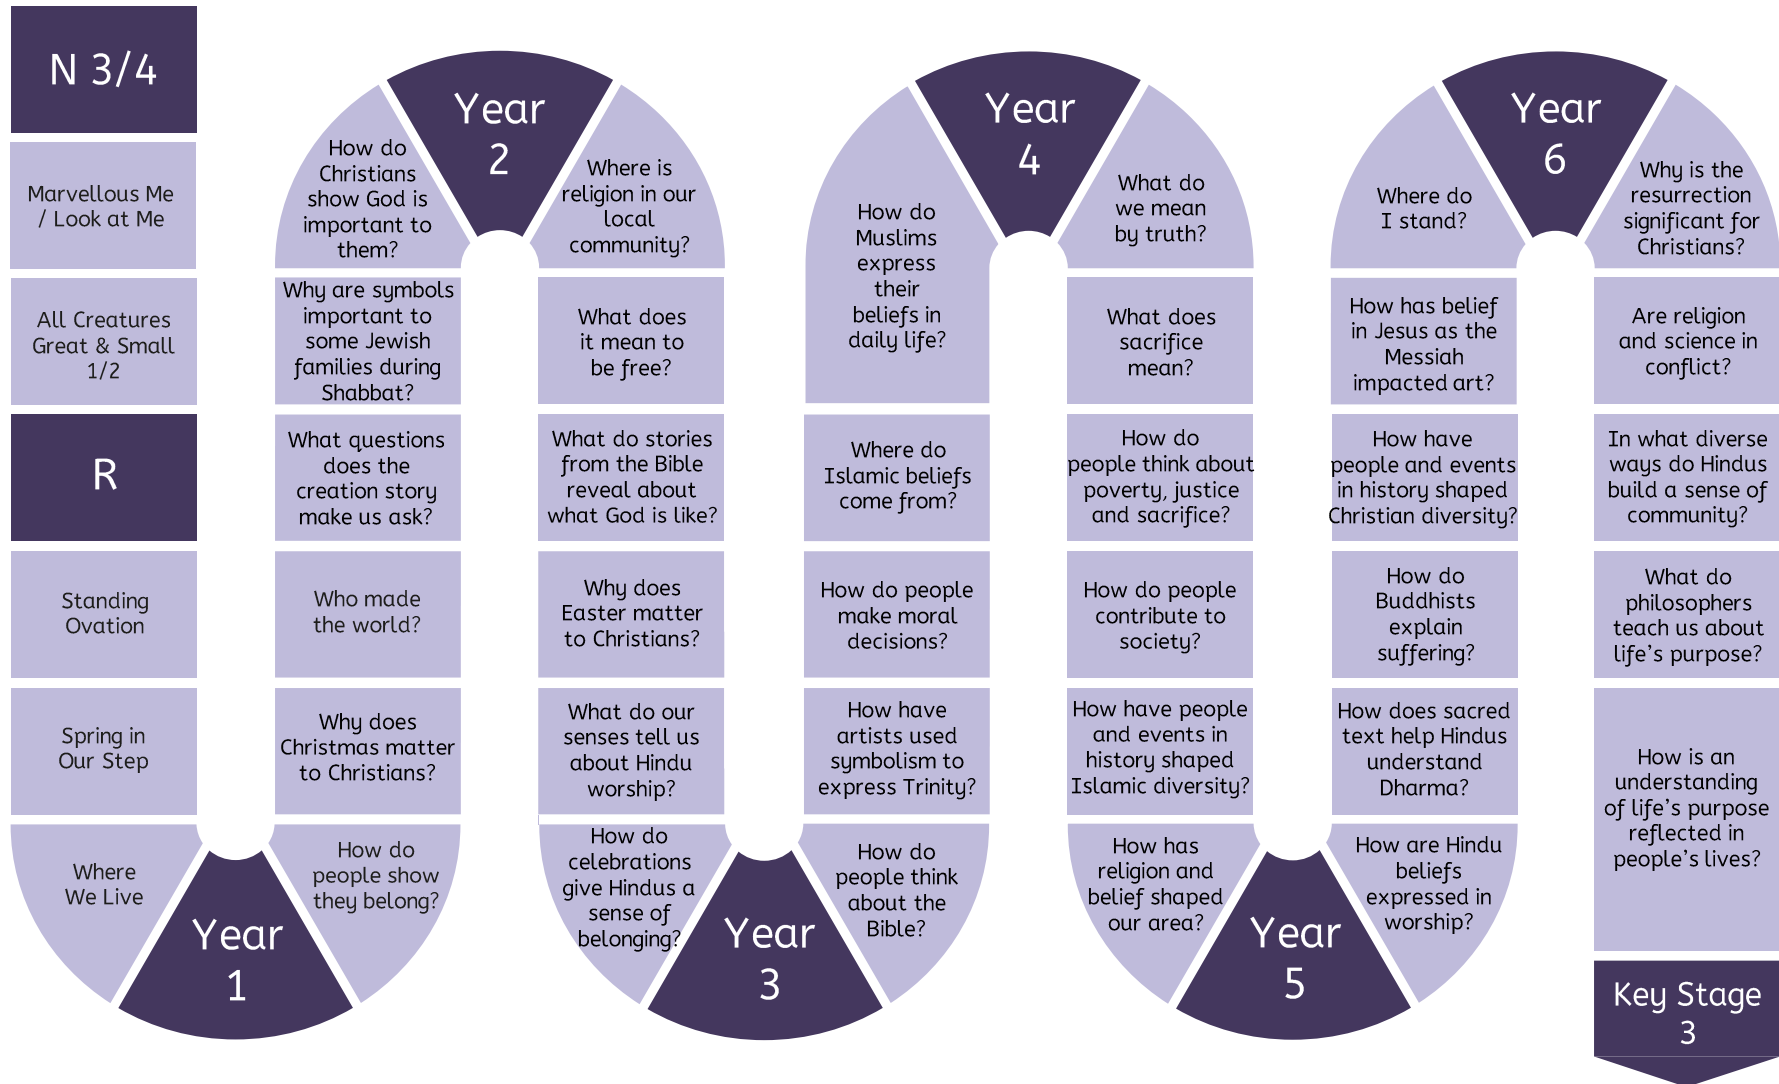 N 3/4
Marvellous Me
/ Look at Me
All Creatures
Great & Small
1/2
R
Standing
Ovation
Spring in
Our Step
Where
We Live
Year
1
How do
people show
they belong?
Why does
Christmas matter
to Christians?
Who made
the world?
What questions
does the
creation story
make us ask?
Why are symbols
important to
some Jewish
families during
Shabbat?
How do
Christians
show God is
important to
them?
Year
2
Where is
religion in our
local
community?
What does
it mean to
be free?
What do stories
from the Bible
reveal about
what God is like?
Why does
Easter matter
to Christians?
What do our
senses tell us
about Hindu
worship?
How do
celebrations
give Hindus a
sense of
belonging?
Year
3
How do
people think
about the
Bible?
How have
artists used
symbolism to
express Trinity?
How do people
make moral
decisions?
Where do
Islamic beliefs
come from?
How do
Muslims
express
their
beliefs in
daily life?
Year
4
What do
we mean
by truth?
What does
sacrifice
mean?
How do
people think about
poverty, justice
and sacrifice?
How do people
contribute to
society?
How have people
and events in
history shaped
Islamic diversity?
How has
religion and
belief shaped
our area?
Year
5
How are Hindu
beliefs
expressed in
worship?
How does sacred
text help Hindus
understand
Dharma?
How do
Buddhists
explain
suffering?
How have
people and events
in history shaped
Christian diversity?
How has belief
in Jesus as the
Messiah
impacted art?
Where do
I stand?
Year
6
Why is the
resurrection
significant for
Christians?
Are religion
and science in
conflict?
In what diverse
ways do Hindus
build a sense of
community?
What do
philosophers
teach us about
life's purpose?
How is an
understanding
of life's purpose
reflected in
people's lives?
Key Stage
3